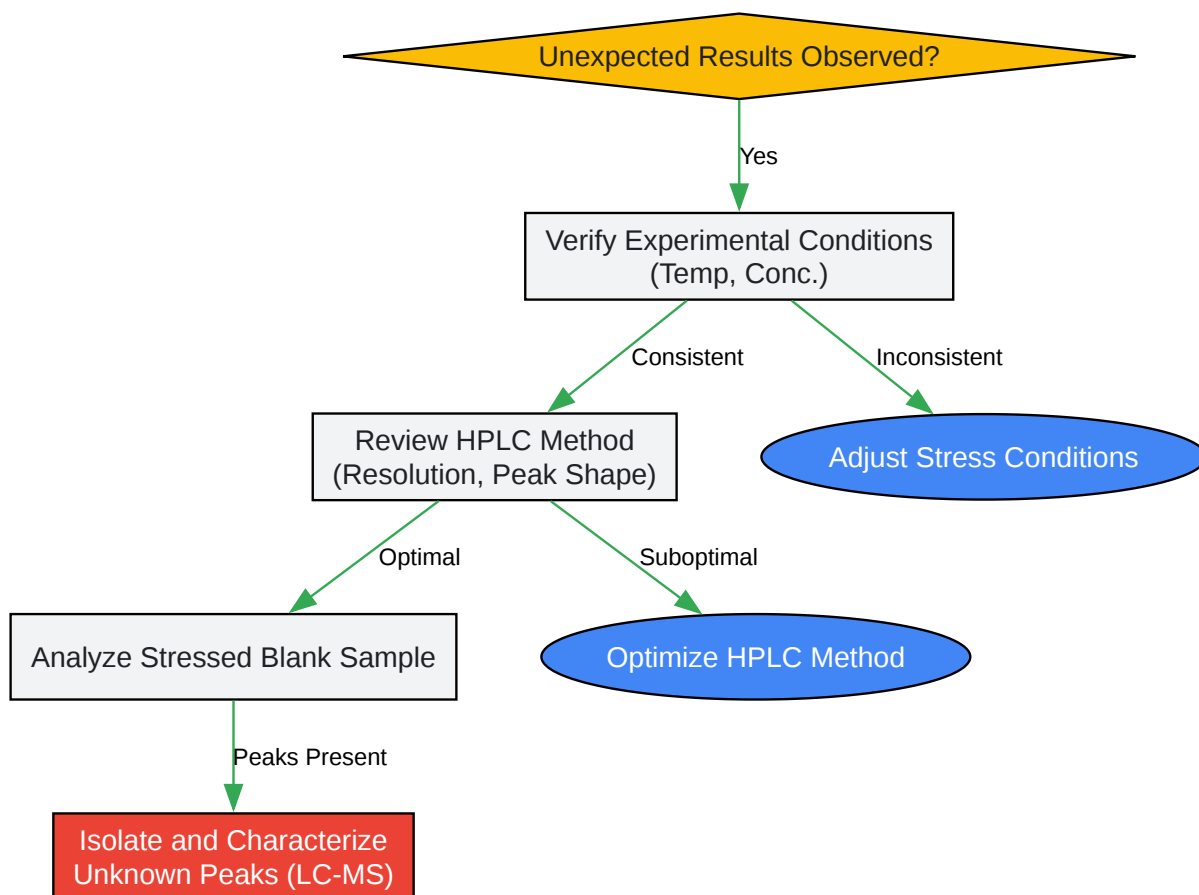 Unexpected Results Observed?
Yes
Verify Experimental Conditions
(Temp, Conc.)
Consistent
Inconsistent
Review HPLC Method
(Resolution, Peak Shape)
Adjust Stress Conditions
Optimal
Suboptimal
Analyze Stressed Blank Sample
Optimize HPLC Method
Peaks Present
Isolate and Characterize
Unknown Peaks (LC-MS)